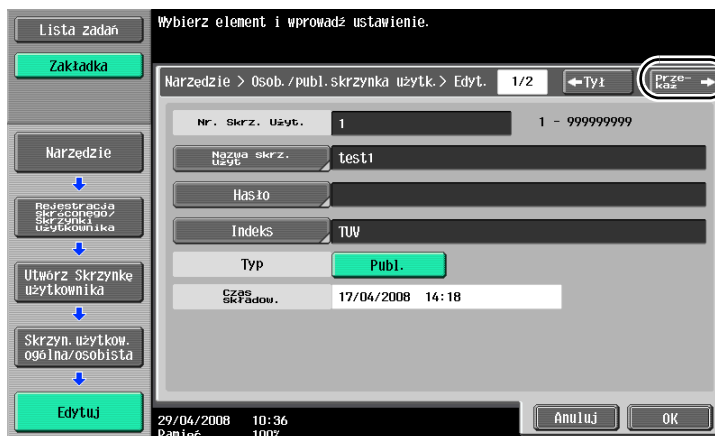 Lista zadań
Zakładka
Narzędzie
Rejestracja
skróconego/
Skrzynki
użytkownika
Utwórz Skrzynkę
użytkownika
Skrzyn.użytkow.
ogólna/osobista
Edytuj
Wybierz element i wprowadź ustawienie.
Narzędzie > Osob./publ.skrzynka użytk.> Edyt. 1/2 ←Tył Prze-
każ →
Nr. Skrz. Użyt. 1 1 - 999999999
Nazwa skrz.
użyt test1
Hasło
Indeks TUV
Typ Publ.
Czas
składow. 17/04/2008 14:18
Anuluj OK
29/04/2008 10:36
Pamięć 100%